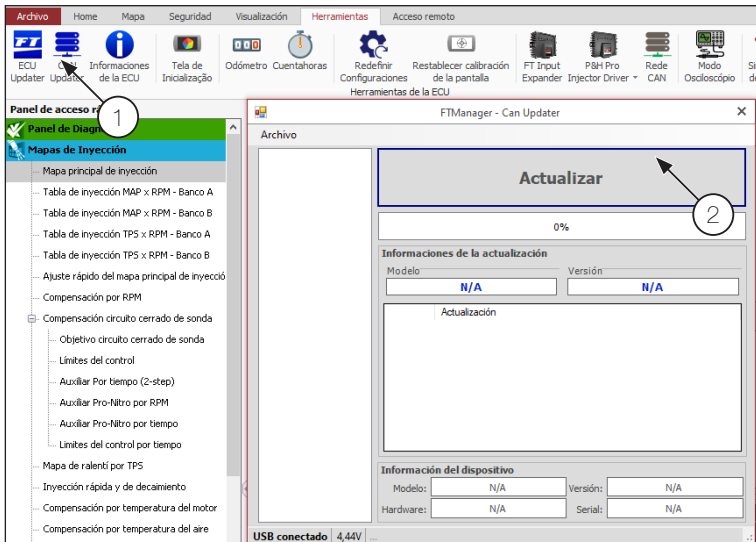 Archivo Home Mapa Seguridad Visualización Herramientas Acceso remoto
FT
ECU Updater
Updater
Informaciones de la ECU
Tela de Inicialização
Odómetro
Cuentahoras
Redefinir Configuraciones
Restablecer calibración de la pantalla
FT Input Expander
P&H Pro Injector Driver
Rede CAN
Modo Osciloscópio
Herramientas de la ECU
1
Panel de acceso
Panel de
Mapas de Inyección
Mapa principal de inyección
Tabla de inyección MAP x RPM - Banco A
Tabla de inyección MAP x RPM - Banco B
Tabla de inyección TPS x RPM - Banco A
Tabla de inyección TPS x RPM - Banco B
Ajuste rápido del mapa principal de inyecció
Compensación por RPM
Compensación circuito cerrado de sonda
Objetivo circuito cerrado de sonda
Límites del control
Auxiliar Por tiempo (2-step)
Auxiliar Pro-Nitro por RPM
Auxiliar Pro-Nitro por tiempo
Limites del control por tiempo
Mapa de ralentí por TPS
Inyección rápida y de decaimiento
Compensación por temperatura del motor
Compensación por temperatura del aire
FTManager - Can Updater
Archivo
Actualizar
2
0%
Informaciones de la actualización
Modelo Versión
N/A N/A
Actualización
Información del dispositivo
Modelo: N/A Versión: N/A
Hardware: N/A Serial: N/A
USB conectado 4,44V ...